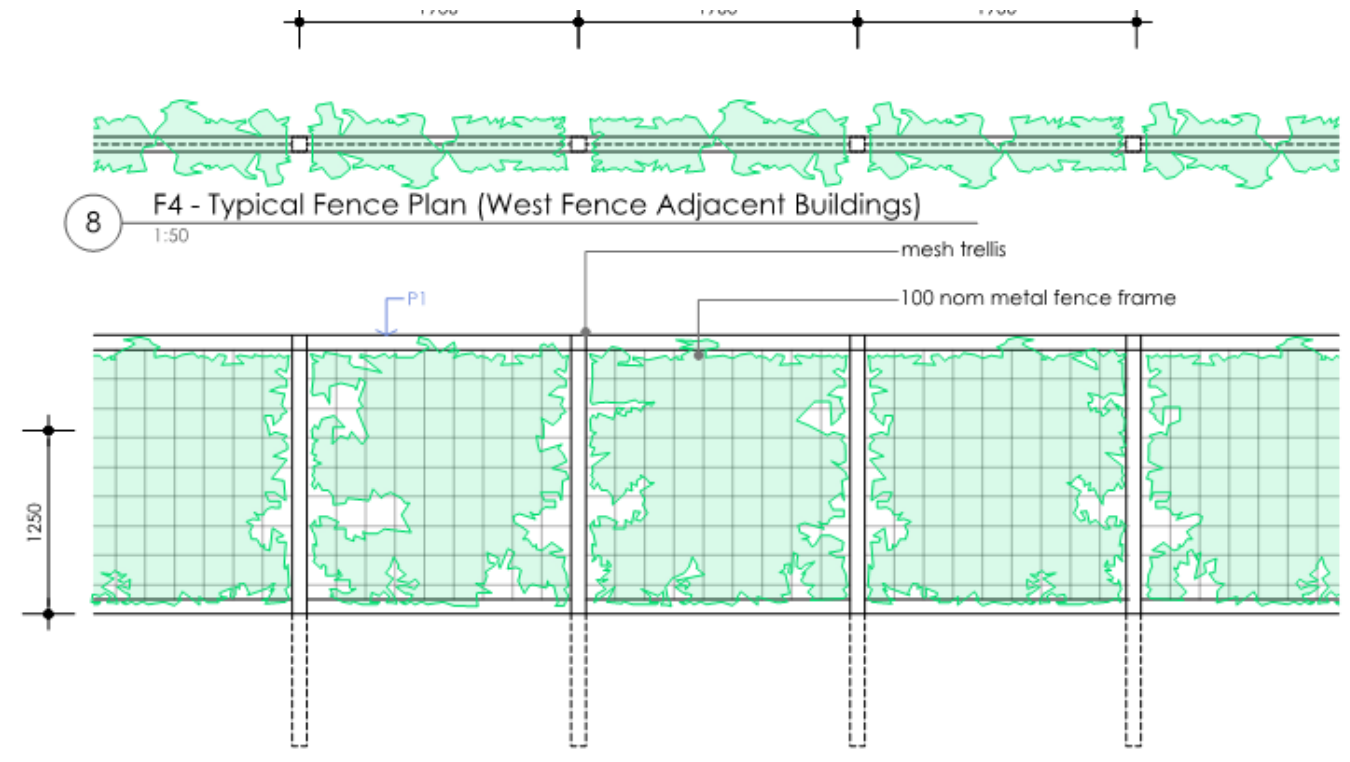 8
F4 - Typical Fence Plan (West Fence Adjacent Buildings)
1:50
mesh trellis
P1
100 nom metal fence frame
1250